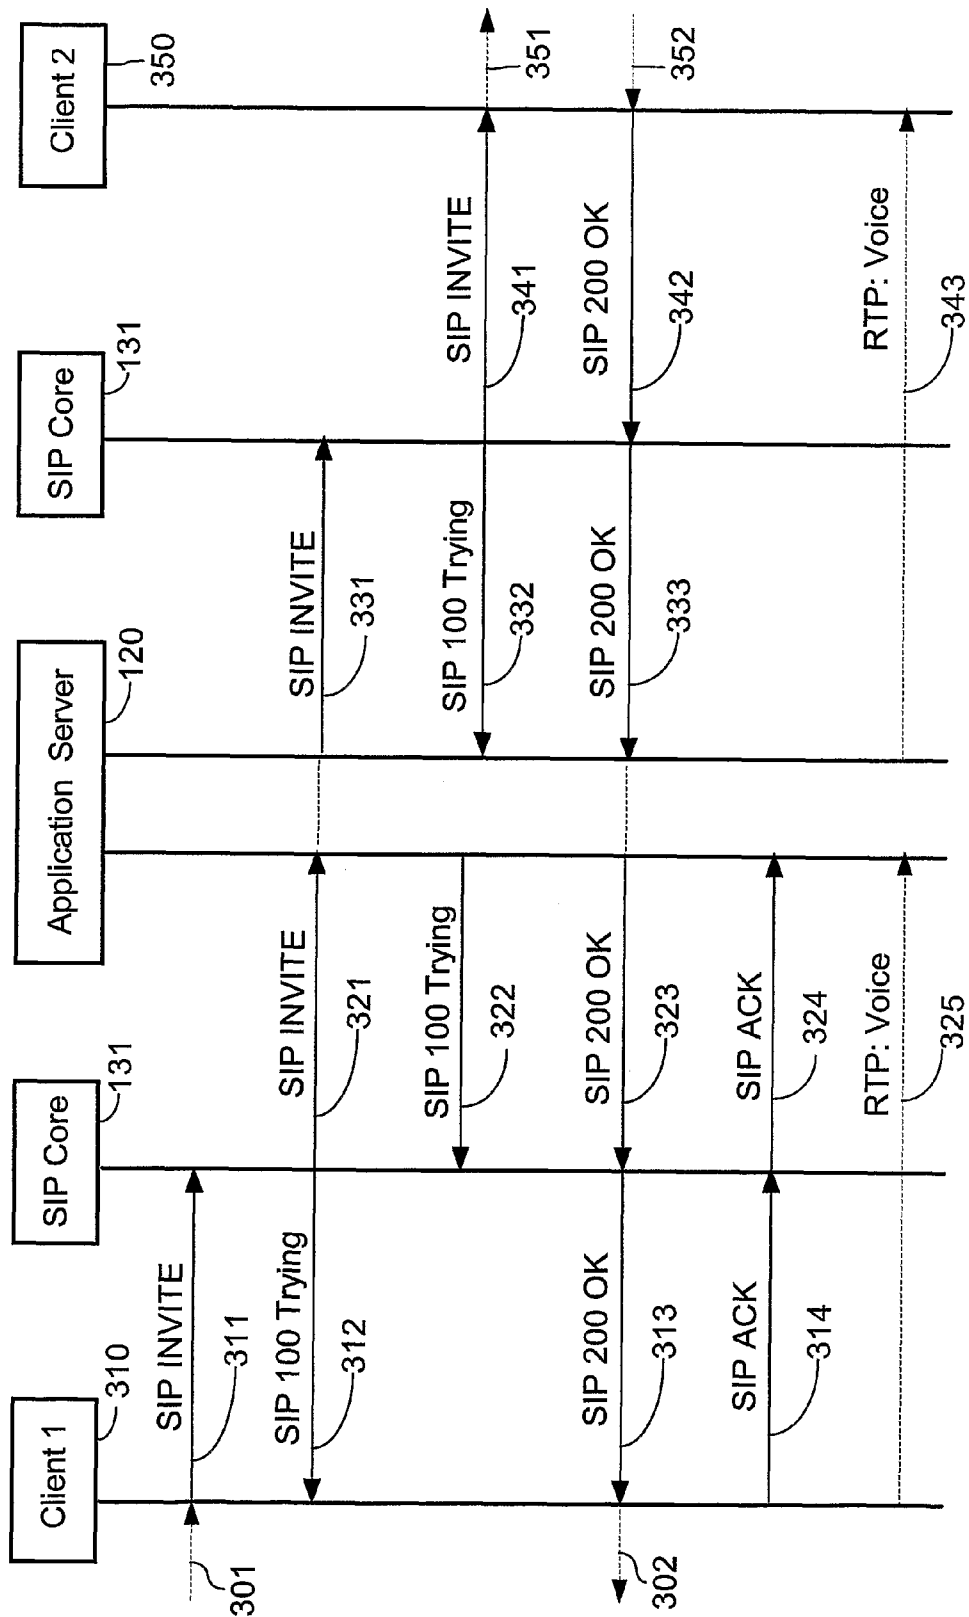 Client 1
310
SIP Core
131
Application Server
120
SIP Core
131
Client 2
350
301
SIP INVITE
311
SIP 100 Trying
312
SIP INVITE
321
SIP INVITE
331
SIP 100 Trying
322
SIP 100 Trying
332
SIP INVITE
341
351
302
SIP 200 OK
313
SIP 200 OK
323
SIP 200 OK
333
SIP 200 OK
342
352
SIP ACK
314
SIP ACK
324
RTP: Voice
325
RTP: Voice
343